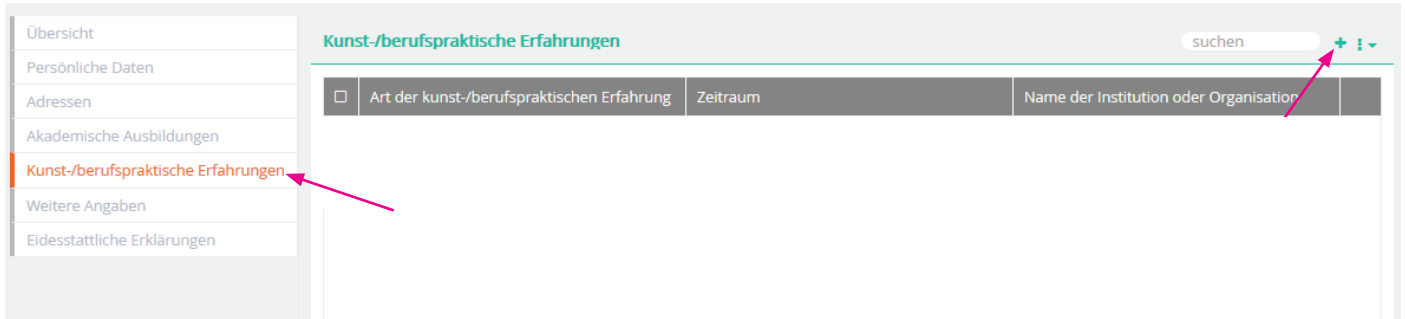 Übersicht
Persönliche Daten
Adressen
Akademische Ausbildungen
Kunst-/berufspraktische Erfahrungen
Weitere Angaben
Eidesstattliche Erklärungen
Kunst-/berufspraktische Erfahrungen
suchen
Art der kunst-/berufspraktischen Erfahrung Zeitraum Name der Institution oder Organisation